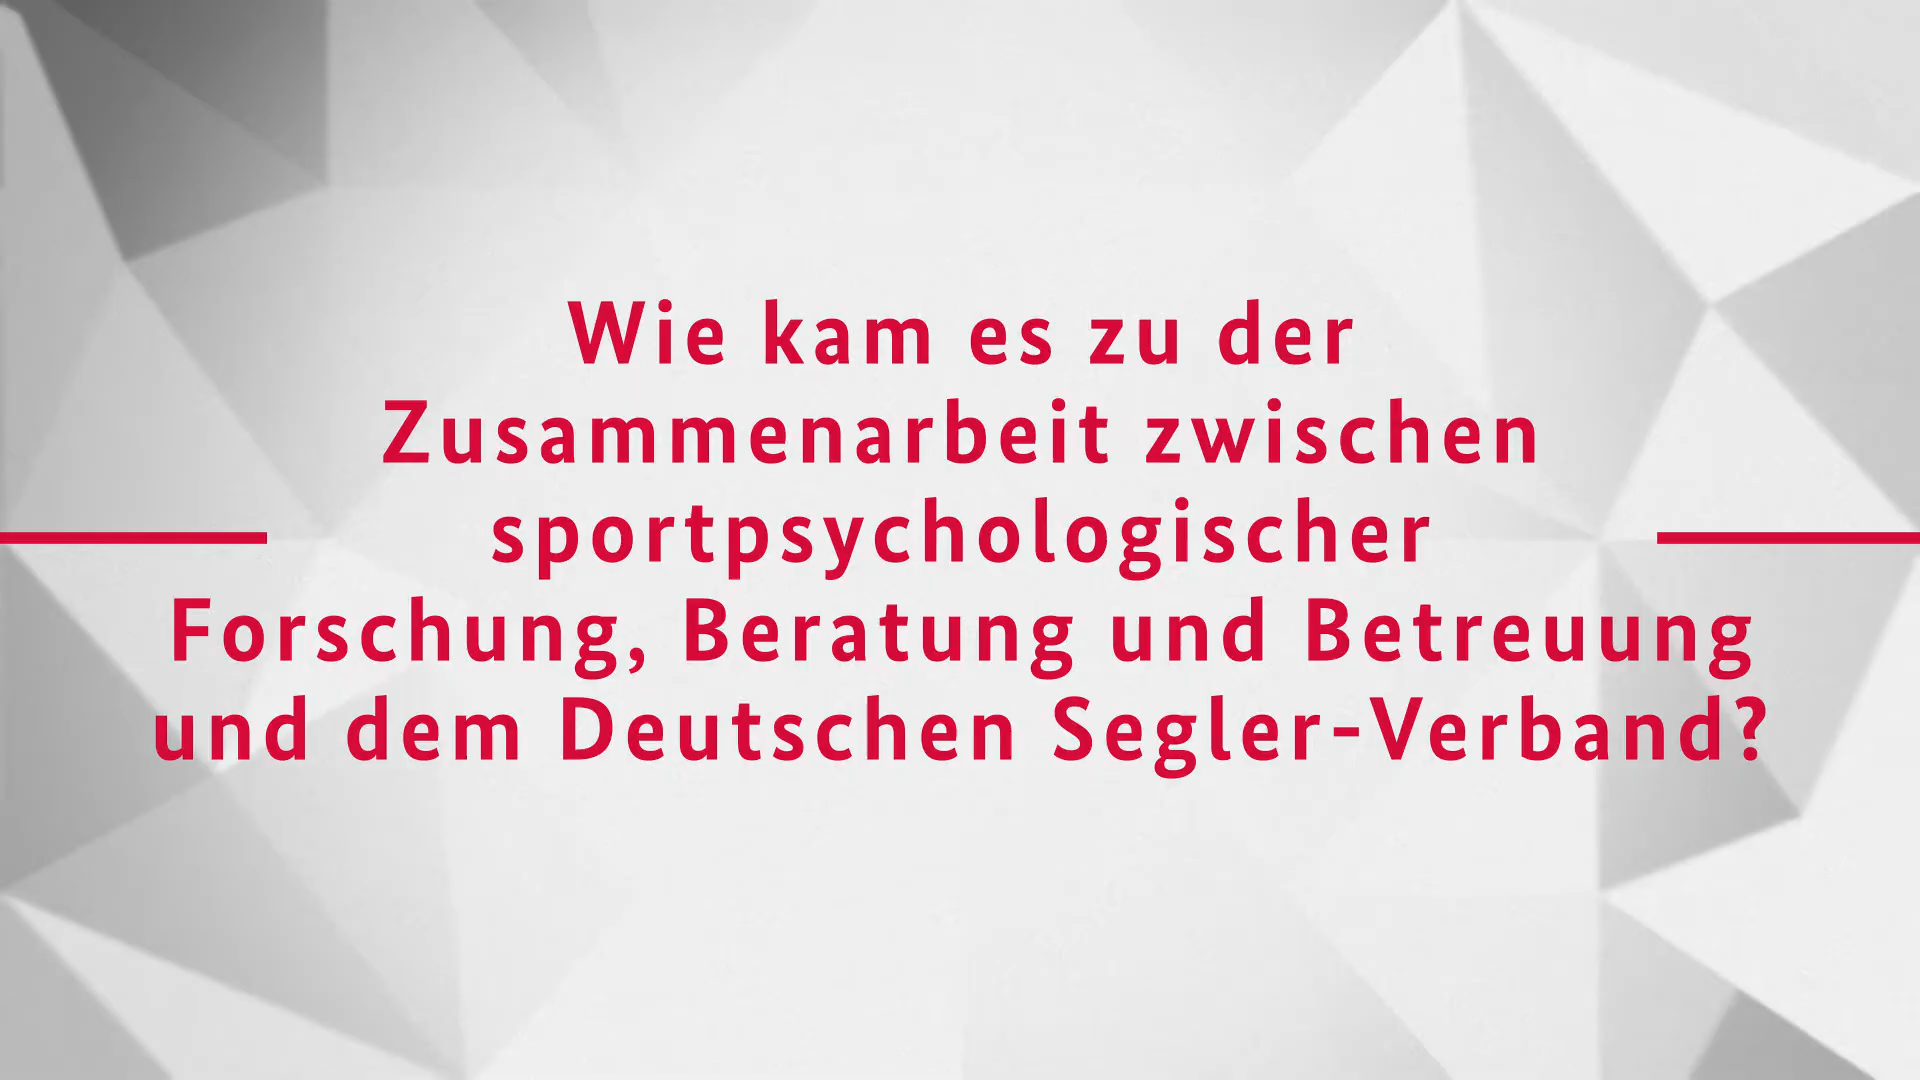 Wie kam es zu der
Zusammenarbeit zwischen
sportpsychologischer
Forschung, Beratung und Betreuung
und dem Deutschen Segler-Verband?